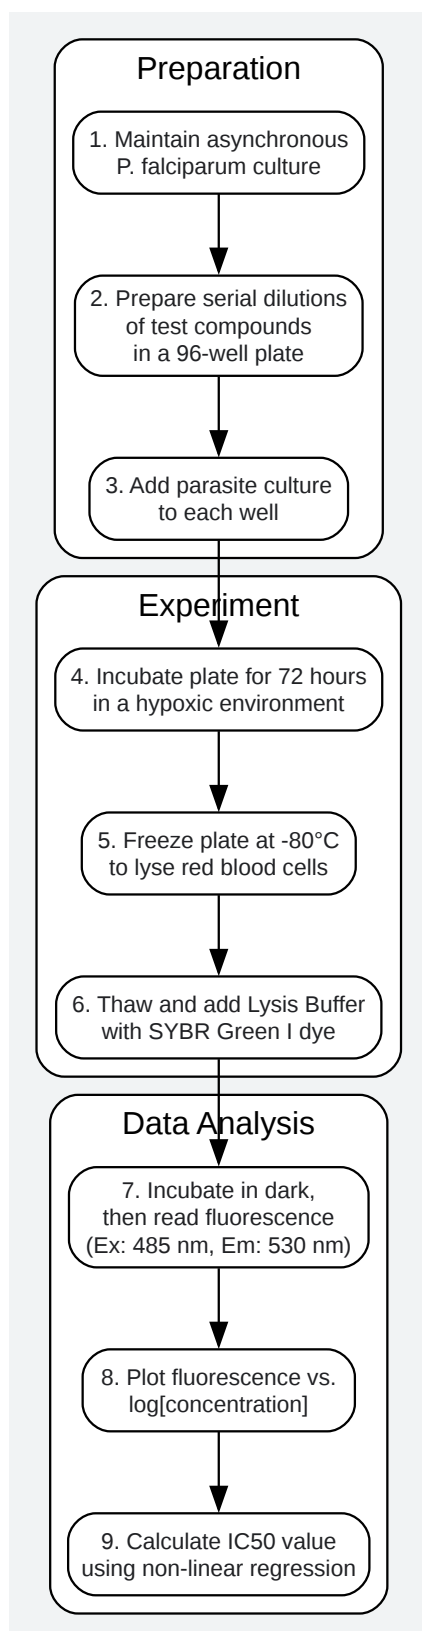 Preparation
1. Maintain asynchronous
P. falciparum culture
2. Prepare serial dilutions
of test compounds
in a 96-well plate
3. Add parasite culture
to each well
Experiment
4. Incubate plate for 72 hours
in a hypoxic environment
5. Freeze plate at -80°C
to lyse red blood cells
6. Thaw and add Lysis Buffer
with SYBR Green I dye
Data Analysis
7. Incubate in dark,
then read fluorescence
(Ex: 485 nm, Em: 530 nm)
8. Plot fluorescence vs.
log[concentration]
9. Calculate IC50 value
using non-linear regression